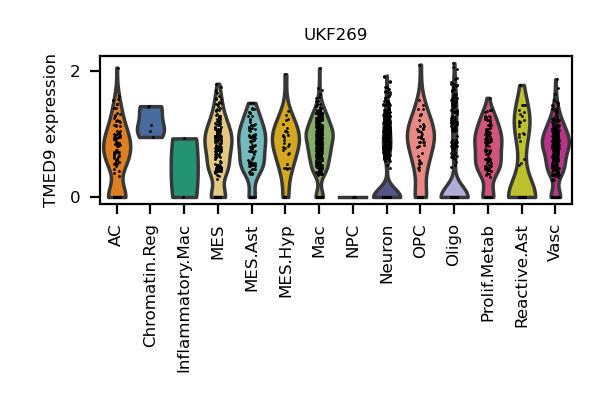 UKF269
TMED9 expression
2
0
AC
Chromatin.Reg
Inflammatory.Mac
MES
MES.Ast
MES.Hyp
Mac
NPC
Neuron
OPC
Oligo
Prolif.Metab
Reactive.Ast
Vasc